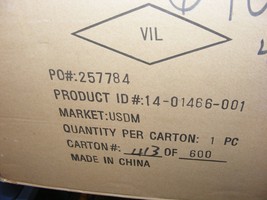 VIL
PO#:257784
PRODUCT ID#:14-01466-001
MARKET:USDM
QUANTITY PER CARTON: 1 PC
CARTON#: 413 OF 600
MADE IN CHINA